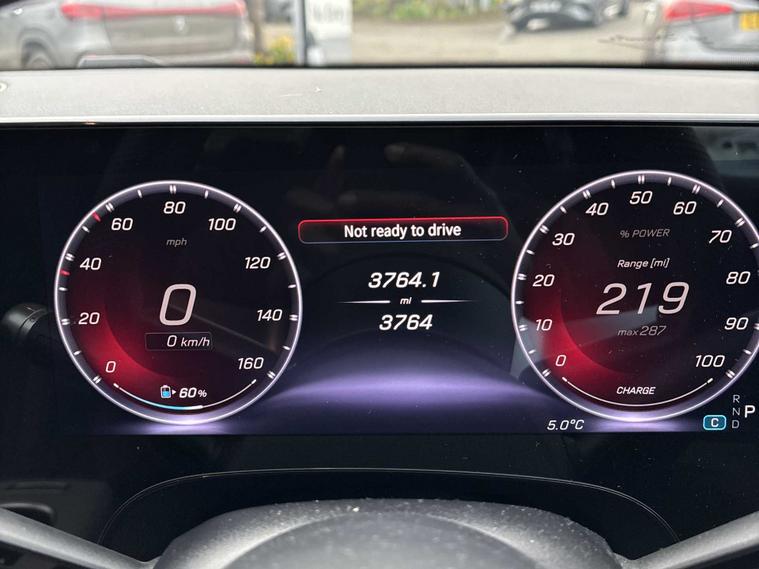 Not ready to drive
3764.1
mi
3764
20
40
60
80
100
120
140
160
0
mph
0
0 km/h
60%
0
10
20
30
40
50
60
70
80
90
100
% POWER
Range [mi]
219
max 287
CHARGE
5.0°C
C
R
N
P
D